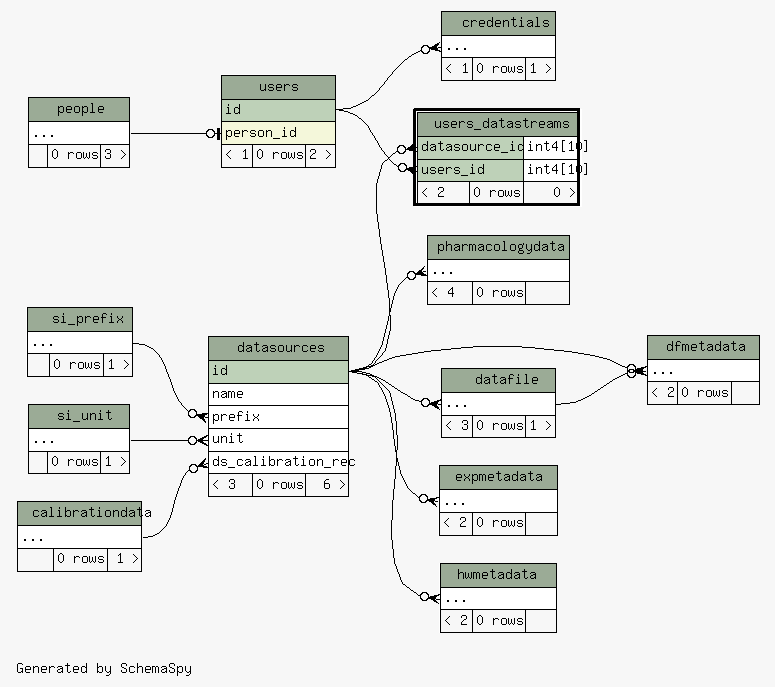 credentials
...
< 1 0 rows 1 >
users
id
person_id
< 1 0 rows 2 >
people
...
0 rows 3 >
users_datastreams
datasource_id int4[10]
users_id int4[10]
< 2 0 rows 0 >
pharmacologydata
...
< 4 0 rows
si_prefix
...
0 rows 1 >
datasources
id
name
prefix
unit
ds_calibration_rec
< 3 0 rows 6 >
dfmetadata
...
< 2 0 rows
datafile
...
< 3 0 rows 1 >
si_unit
...
0 rows 1 >
expmetadata
...
< 2 0 rows
calibrationdata
...
0 rows 1 >
hwmetadata
...
< 2 0 rows
Generated by SchemaSpy